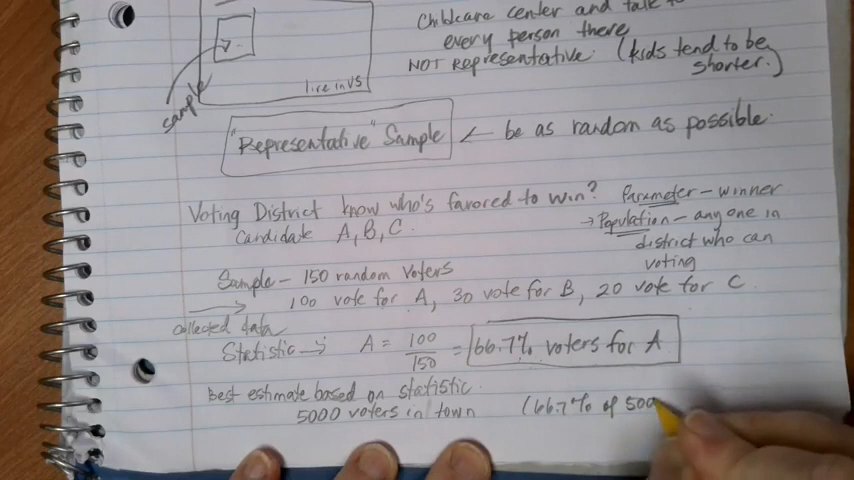 Childcare center and talk to
every person there
NOT Representative. (kids tend to be
shorter.)
live in US
sample
"Representative" Sample ← be as random as possible.
Voting District know who's favored to win? Parameter - winner
Candidate A, B, C.
→ Population - anyone in
district who can
voting
Sample - 150 random voters
100 vote for A, 30 vote for B, 20 vote for C.
collected data
Statistic → A = 100/150 = 66.7% voters for A
Best estimate based on statistic.
5000 voters in town (66.7% of 500